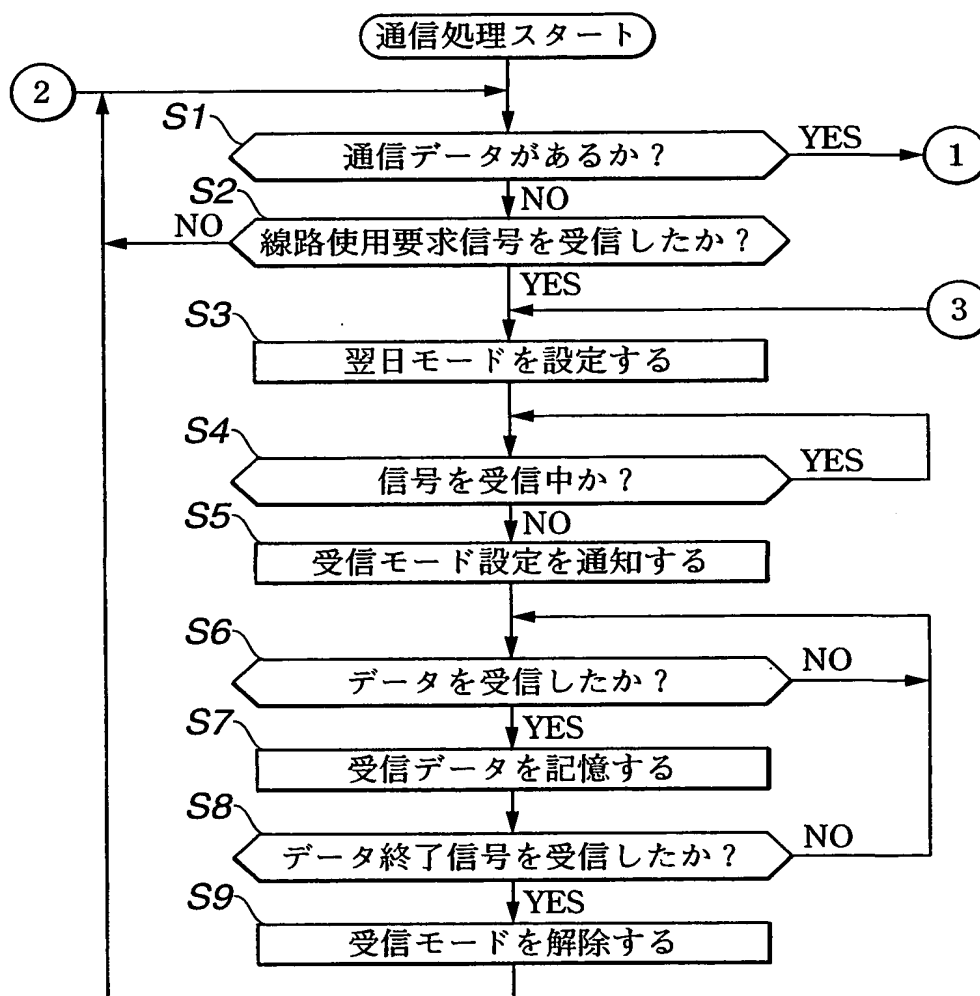 通信処理スタート
2
S1
通信データがあるか?
YES
1
NO
S2
NO
線路使用要求信号を受信したか?
YES
3
S3
翌日モードを設定する
S4
信号を受信中か?
YES
NO
S5
受信モード設定を通知する
S6
データを受信したか?
NO
YES
S7
受信データを記憶する
S8
データ終了信号を受信したか?
NO
YES
S9
受信モードを解除する